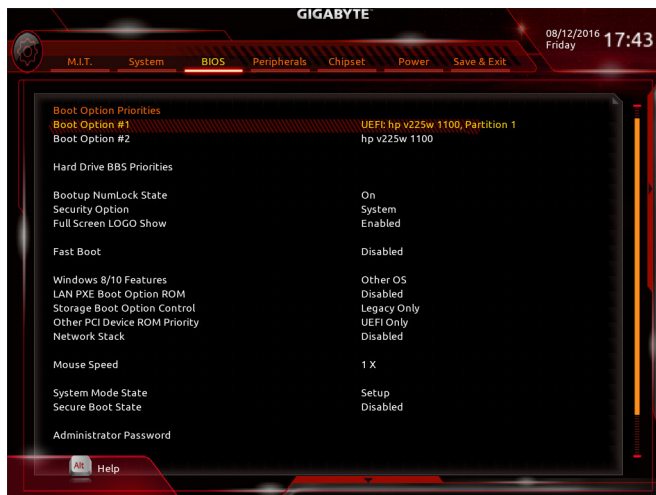 GIGABYTE™
08/12/2016 17:43
Friday
M.I.T. System BIOS Peripherals Chipset Power Save & Exit
Boot Option Priorities
Boot Option #1 UEFI: hp v225w 1100, Partition 1
Boot Option #2 hp v225w 1100
Hard Drive BBS Priorities
Bootup NumLock State On
Security Option System
Full Screen LOGO Show Enabled
Fast Boot Disabled
Windows 8/10 Features Other OS
LAN PXE Boot Option ROM Disabled
Storage Boot Option Control Legacy Only
Other PCI Device ROM Priority UEFI Only
Network Stack Disabled
Mouse Speed 1 X
System Mode State Setup
Secure Boot State Disabled
Administrator Password
Alt Help